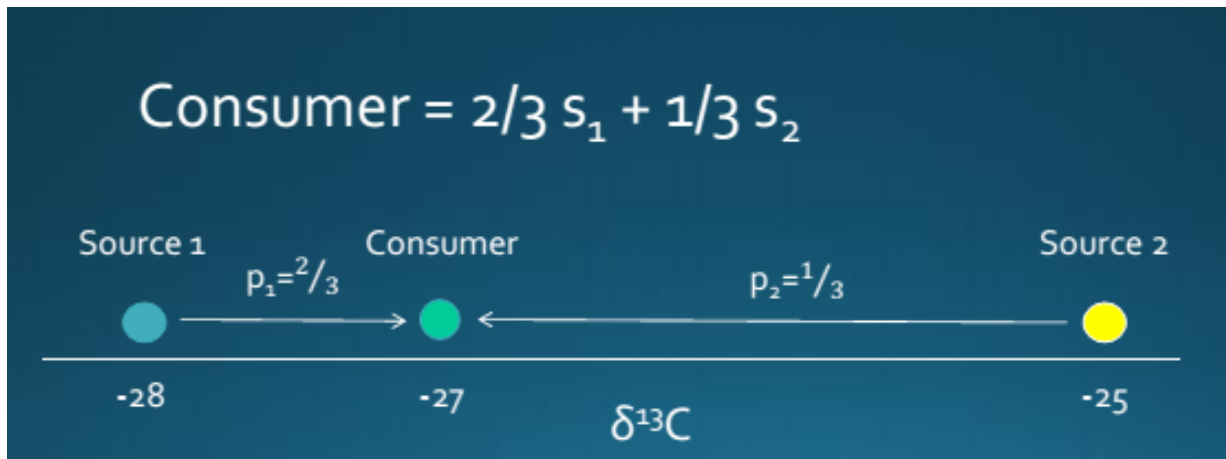 Consumer = 2/3 s₁ + 1/3 s₂
Source 1 Consumer Source 2
p₁=²/₃ p₂=¹/₃
-28 -27 -25
δ¹³C